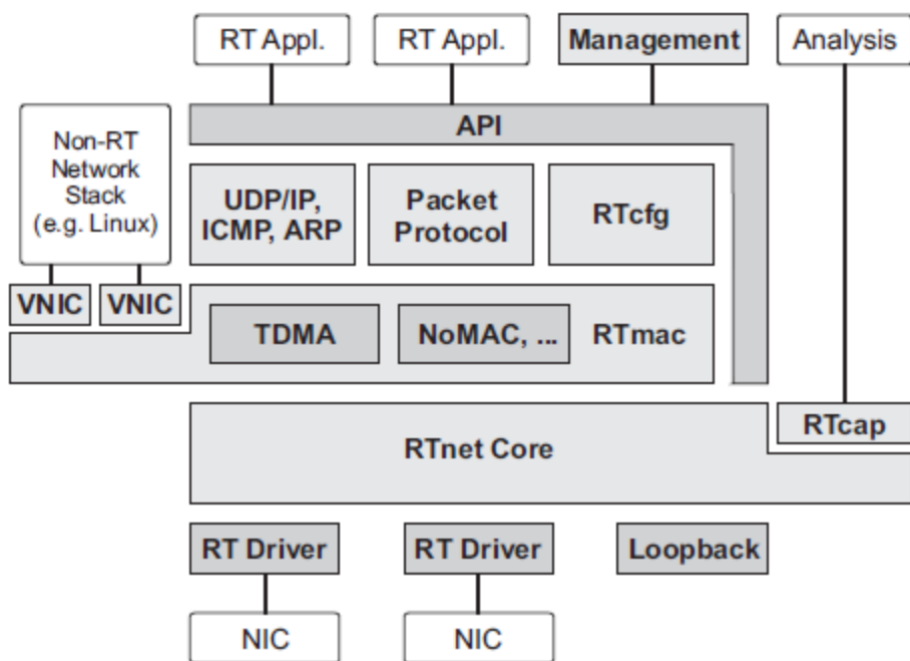 RT Appl.
RT Appl.
Management
Analysis
API
Non-RT
Network
Stack
(e.g. Linux)
UDP/IP,
ICMP, ARP
Packet
Protocol
RTcfg
VNIC
VNIC
TDMA
NoMAC, ...
RTmac
RTcap
RTnet Core
RT Driver
RT Driver
Loopback
NIC
NIC